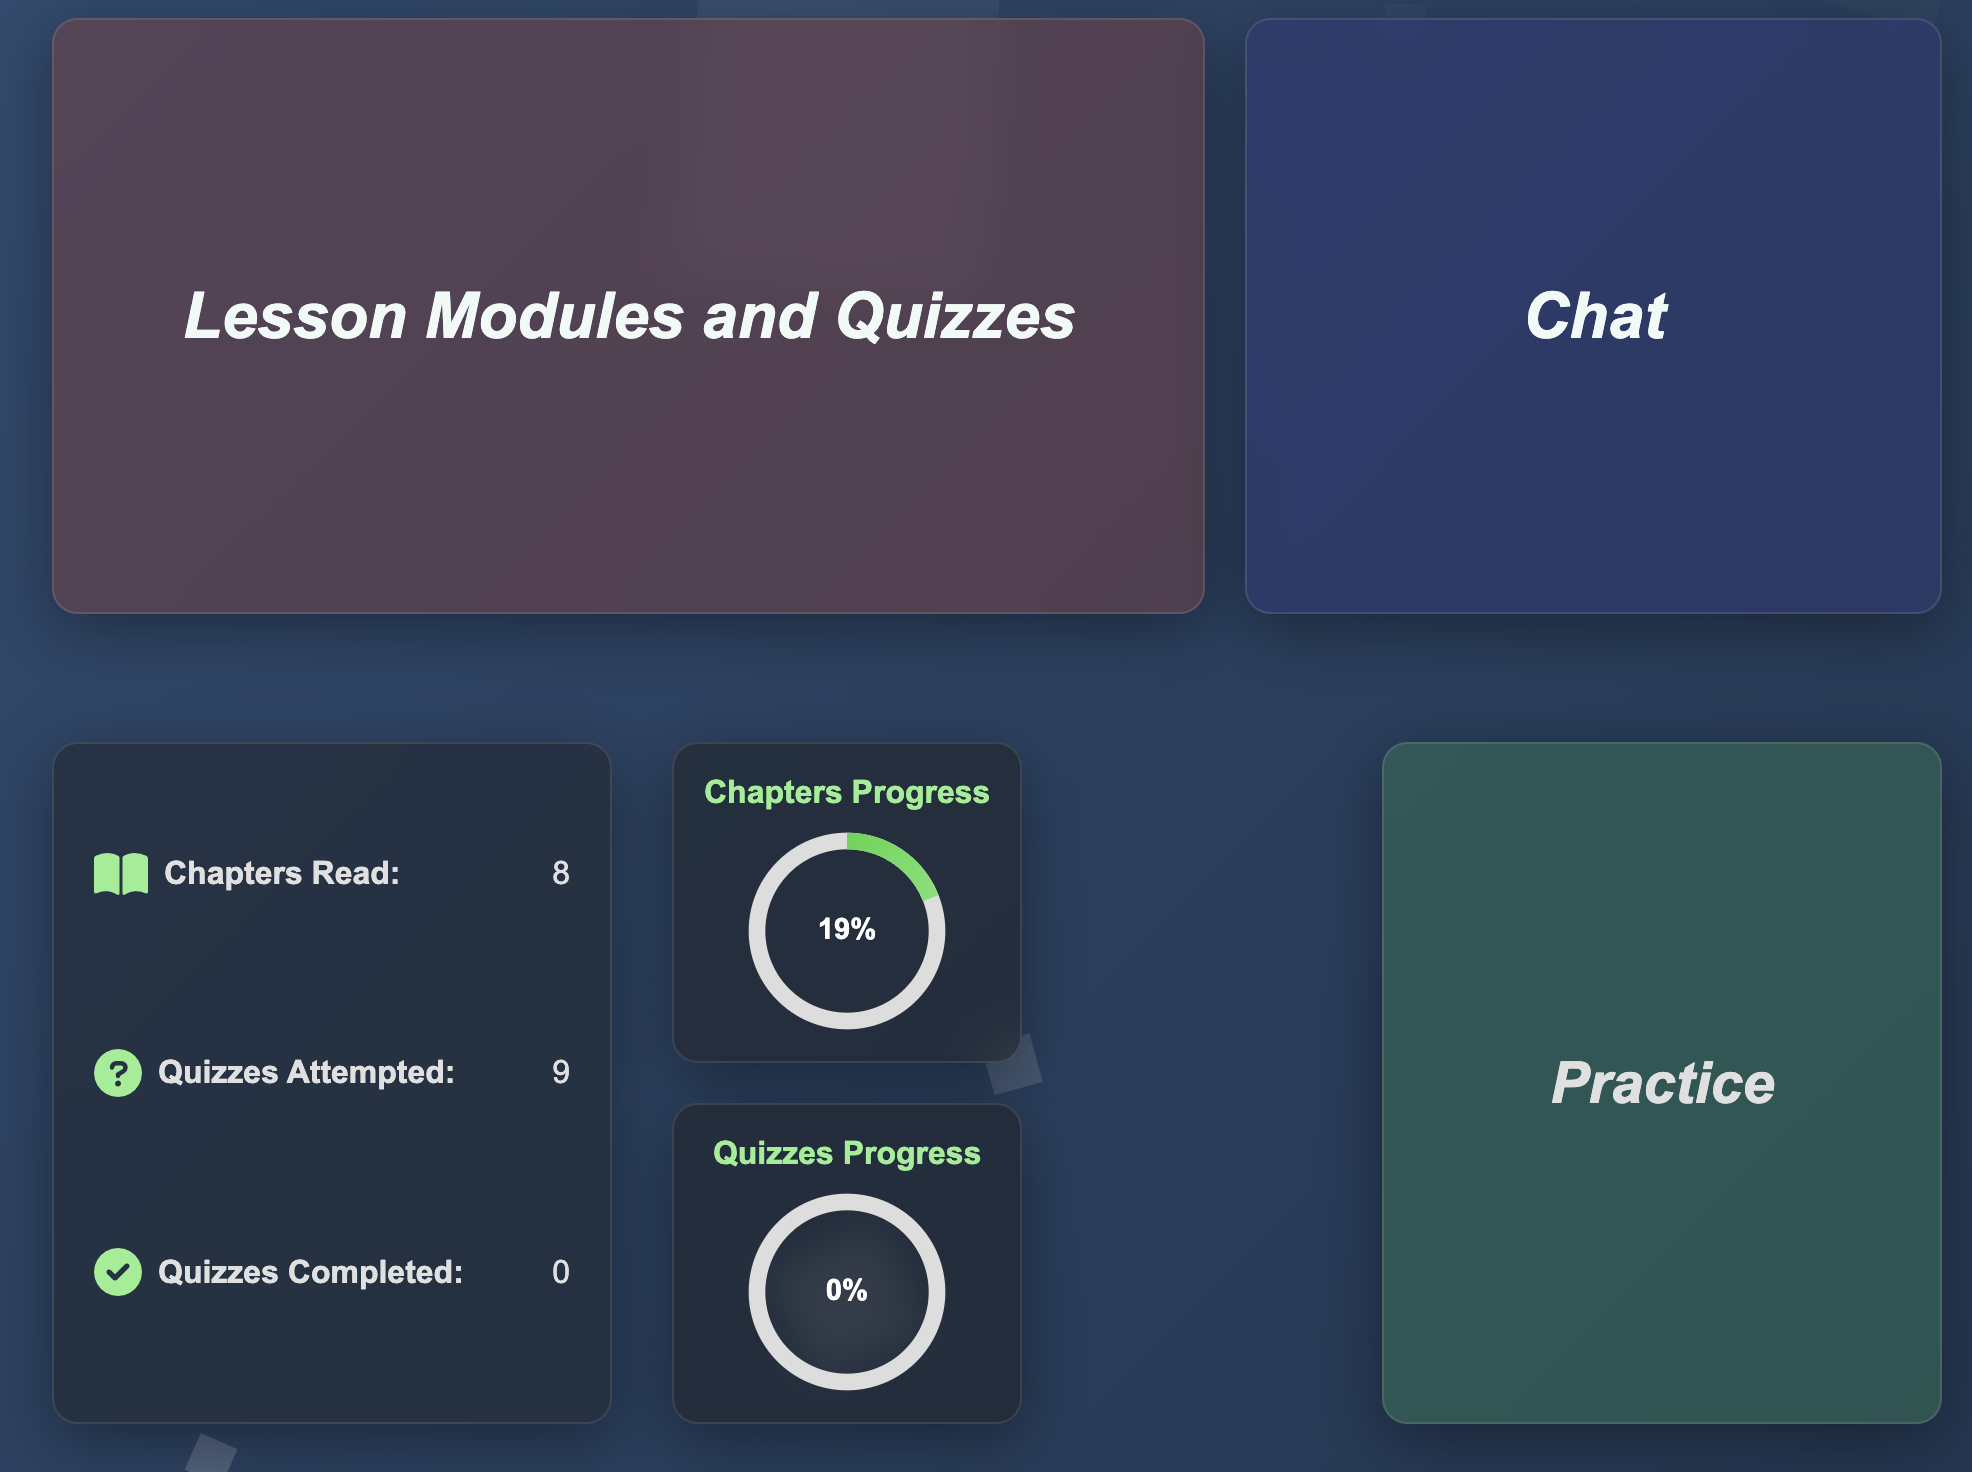 Lesson Modules and Quizzes
Chat
Chapters Read: 8
Quizzes Attempted: 9
Quizzes Completed: 0
Chapters Progress
19%
Quizzes Progress
0%
Practice